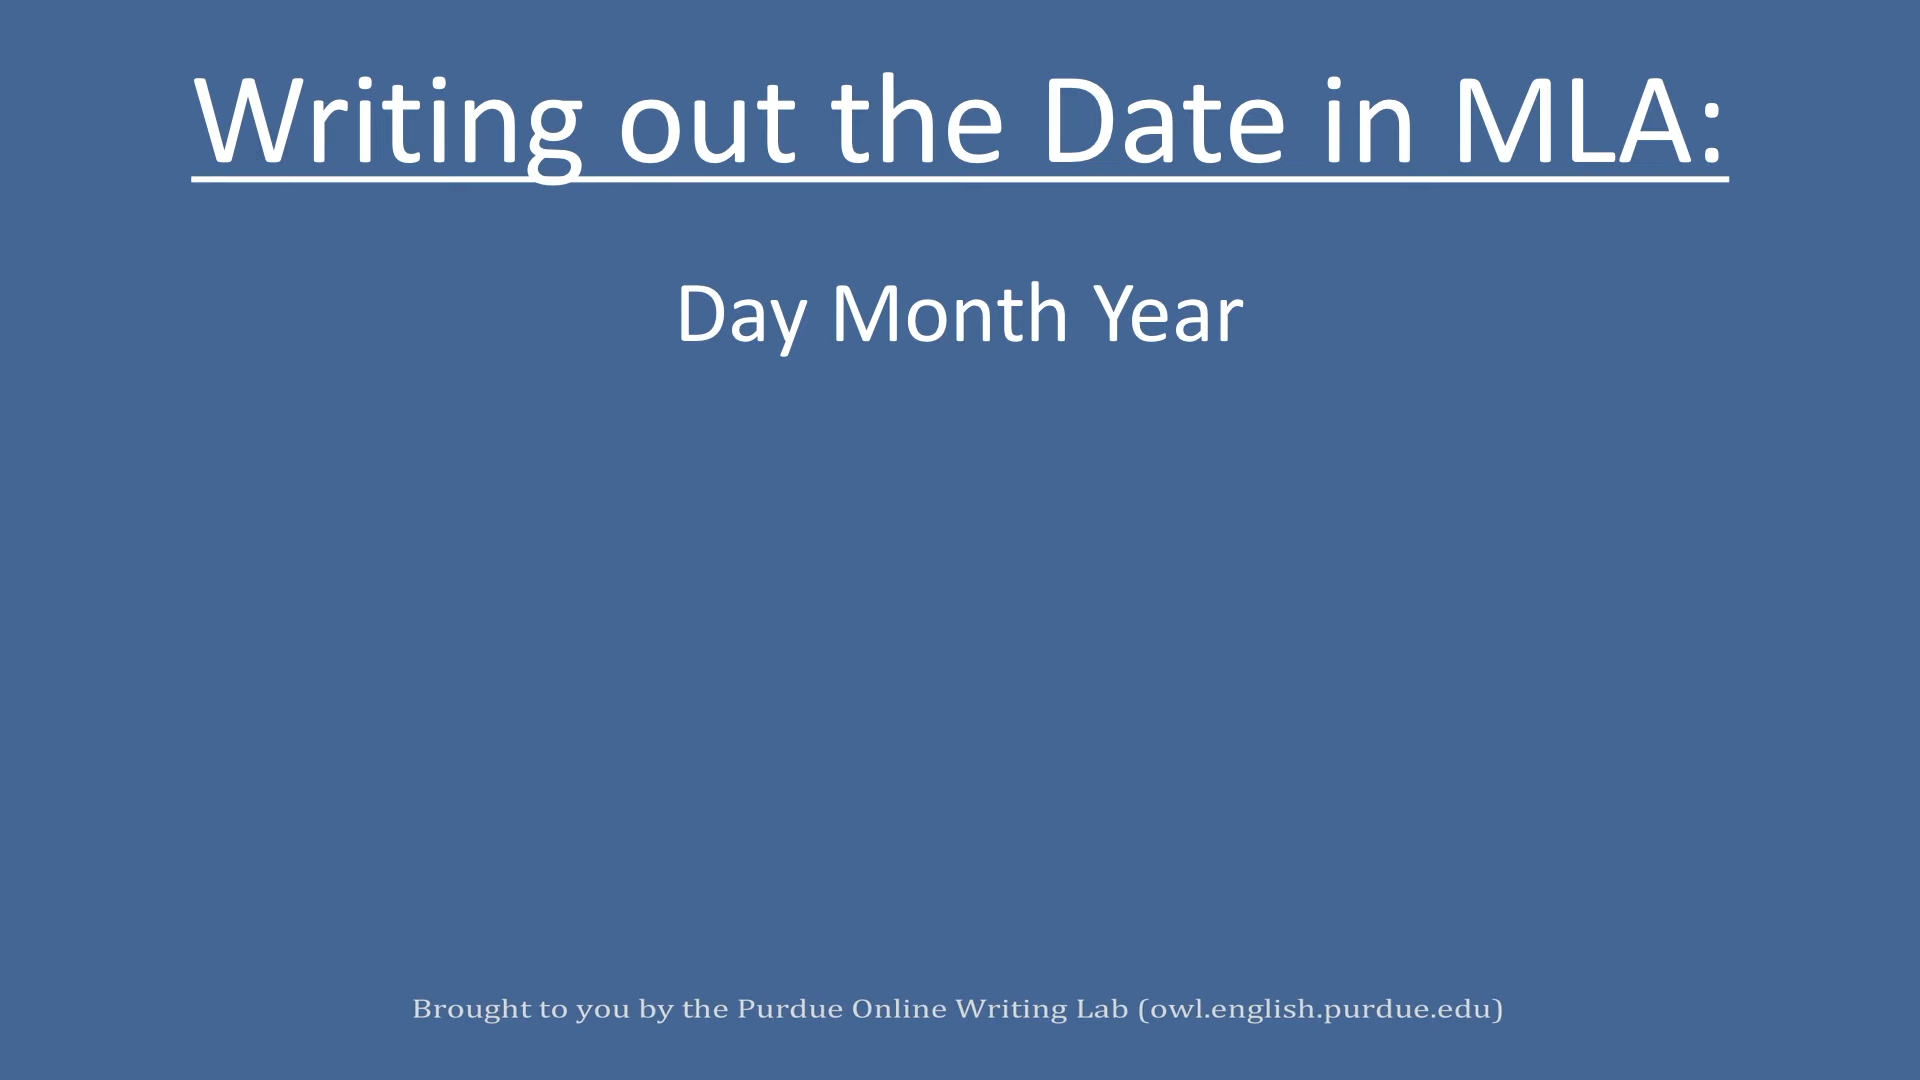 Writing out the Date in MLA:
Day Month Year
Brought to you by the Purdue Online Writing Lab (owl.english.purdue.edu)